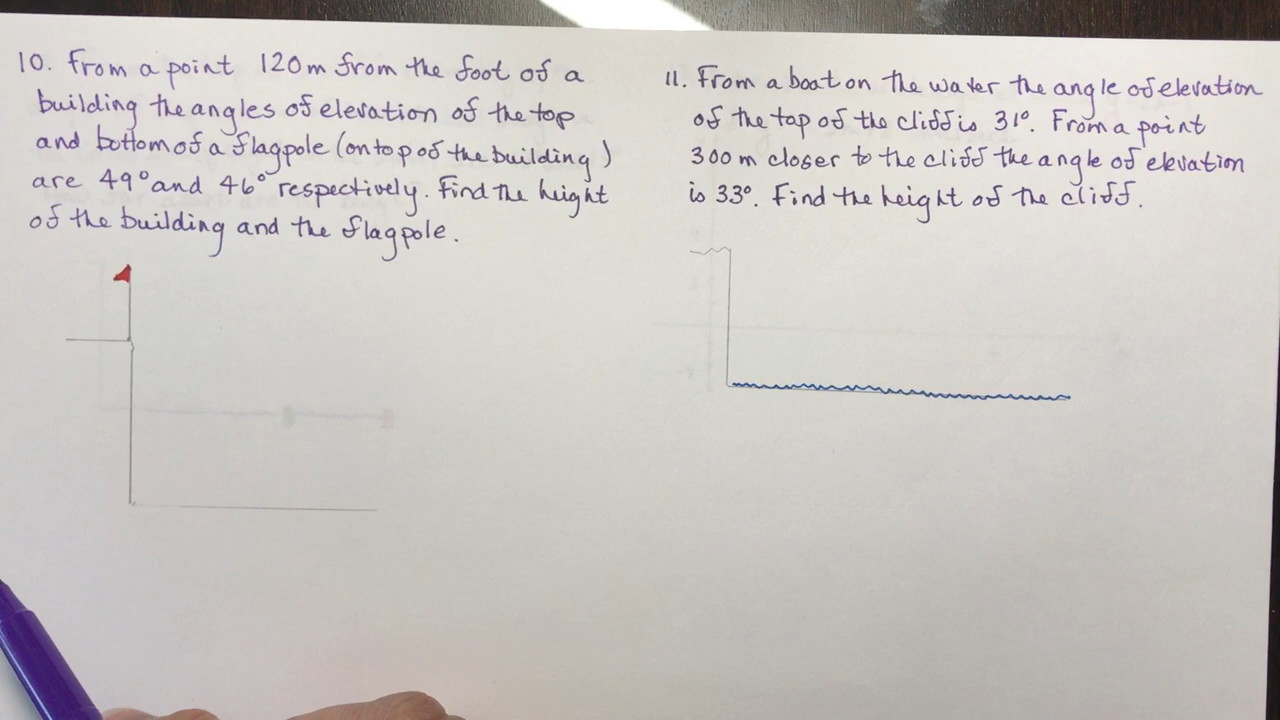 10. From a point 120m from the foot of a
building the angles of elevation of the top
and bottom of a flagpole (on top of the building)
are 49° and 46° respectively. Find the height
of the building and the flagpole.
11. From a boat on the water the angle of elevation
of the top of the cliff is 31°. From a point
300 m closer to the cliff the angle of elevation
is 33°. Find the height of the cliff.